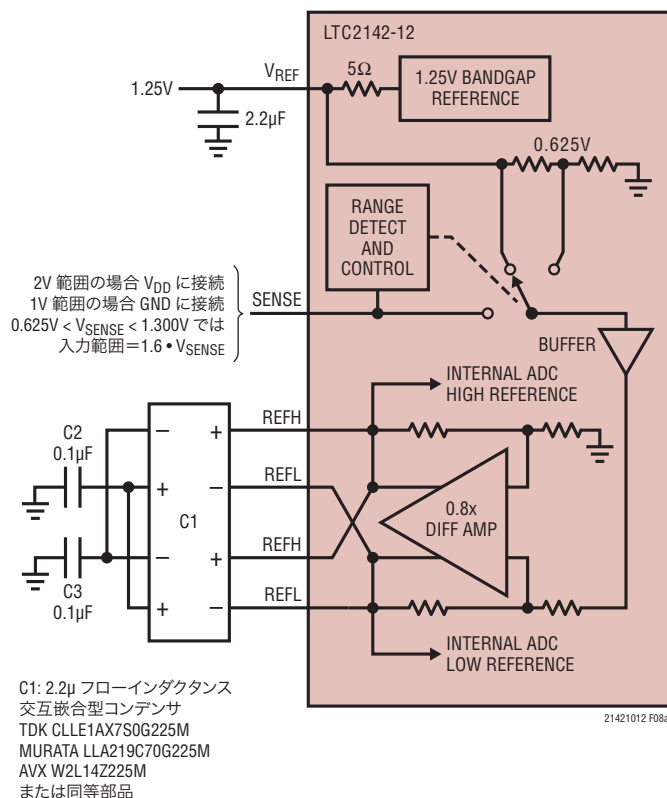 LTC2142-12
VREF
5Ω
1.25V BANDGAP
REFERENCE
1.25V
2.2µF
0.625V
RANGE
DETECT
AND
CONTROL
2V 範囲の場合 VDD に接続
1V 範囲の場合 GND に接続
0.625V < VSENSE < 1.300V では
入力範囲＝1.6 • VSENSE
SENSE
BUFFER
INTERNAL ADC
HIGH REFERENCE
REFH
C2
0.1µF
REFL
0.8x
DIFF AMP
C1
REFH
C3
0.1µF
REFL
INTERNAL ADC
LOW REFERENCE
C1: 2.2µ フローインダクタンス
交互嵌合型コンデンサ
TDK CLLE1AX7S0G225M
MURATA LLA219C70G225M
AVX W2L14Z225M
または同等部品
21421012 F08a
+
–
+
–
–
+
–
+